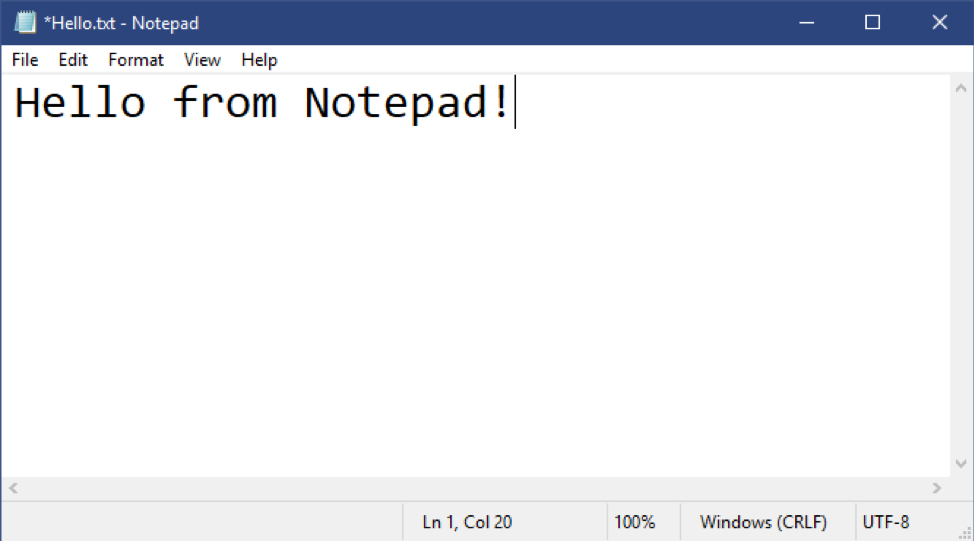 *Hello.txt - Notepad
File Edit Format View Help
Hello from Notepad!
Ln 1, Col 20 100% Windows (CRLF) UTF-8